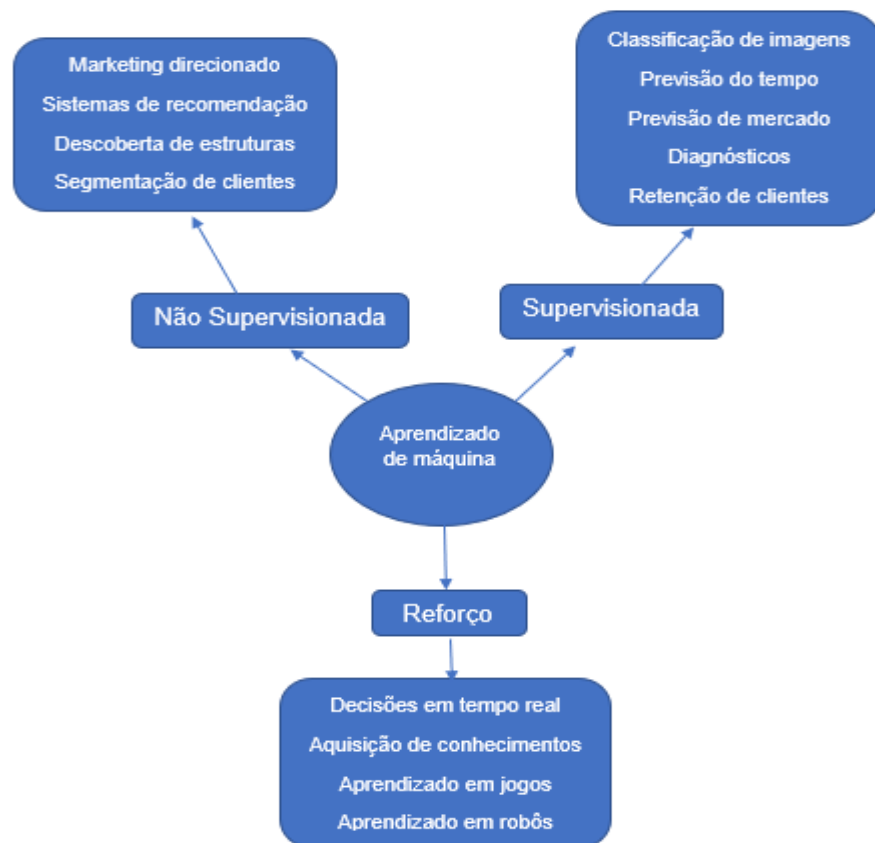 Marketing direcionado
Sistemas de recomendação
Descoberta de estruturas
Segmentação de clientes
Classificação de imagens
Previsão do tempo
Previsão de mercado
Diagnósticos
Retenção de clientes
Não Supervisionada
Supervisionada
Aprendizado
de máquina
Reforço
Decisões em tempo real
Aquisição de conhecimentos
Aprendizado em jogos
Aprendizado em robôs